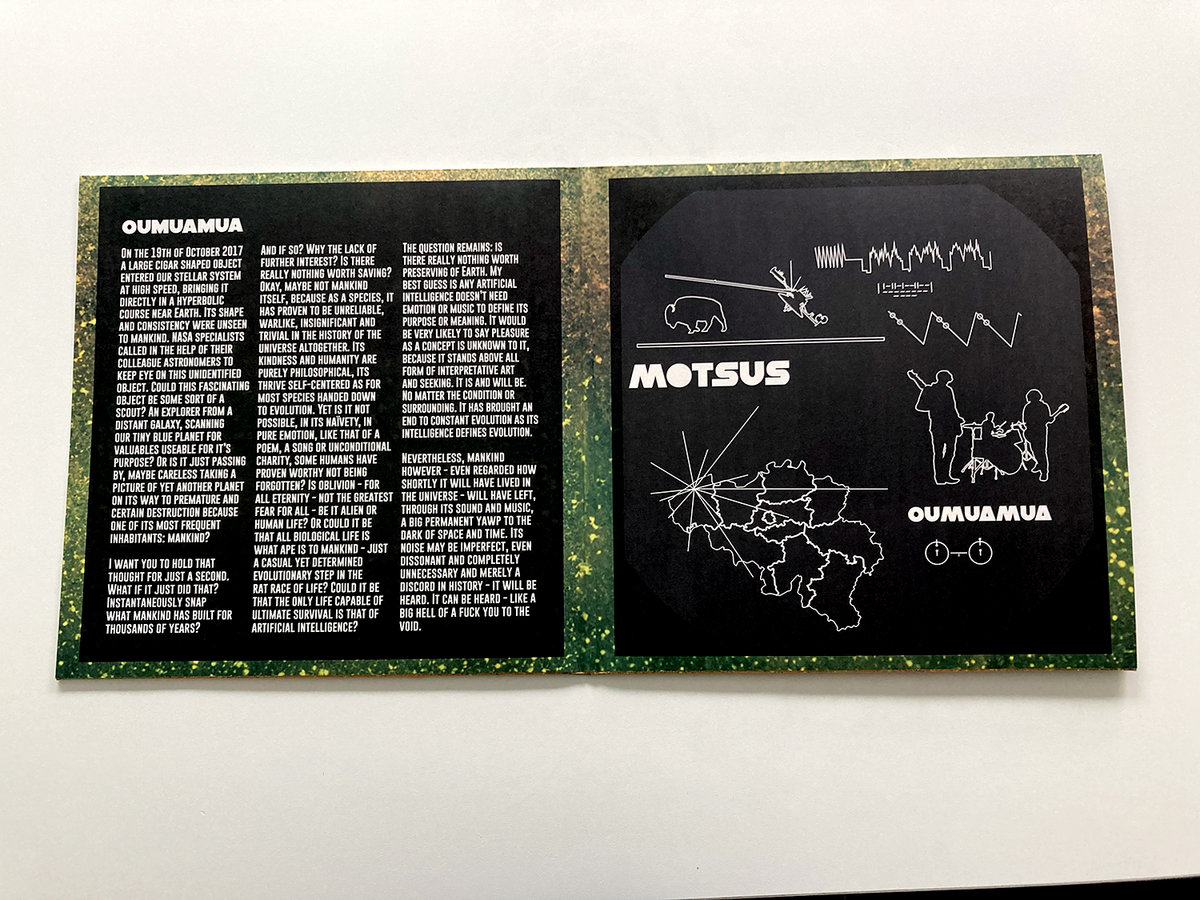 OUMUAMUA
ON THE 19TH OF OCTOBER 2017
A LARGE CIGAR SHAPED OBJECT
ENTERED OUR STELLAR SYSTEM
AT HIGH SPEED, BRINGING IT
DIRECTLY IN A HYPERBOLIC
COURSE NEAR EARTH. ITS SHAPE
AND CONSISTENCY WERE UNSEEN
TO MANKIND. NASA SPECIALISTS
CALLED IN THE HELP OF THEIR
COLLEAGUE ASTRONOMERS TO
KEEP EYE ON THIS UNIDENTIFIED
OBJECT. COULD THIS FASCINATING
OBJECT BE SOME SORT OF A
SCOUT? AN EXPLORER FROM A
DISTANT GALAXY, SCANNING
OUR TINY BLUE PLANET FOR
VALUABLES USEABLE FOR IT'S
PURPOSE? OR IS IT JUST PASSING
BY, MAYBE CARELESS TAKING A
PICTURE OF YET ANOTHER PLANET
ON ITS WAY TO PREMATURE AND
CERTAIN DESTRUCTION BECAUSE
ONE OF ITS MOST FREQUENT
INHABITANTS: MANKIND?
I WANT YOU TO HOLD THAT
THOUGHT FOR JUST A SECOND.
WHAT IF IT JUST DID THAT?
INSTANTANEOUSLY SNAP
WHAT MANKIND HAS BUILT FOR
THOUSANDS OF YEARS?
AND IF SO? WHY THE LACK OF
FURTHER INTEREST? IS THERE
REALLY NOTHING WORTH SAVING?
OKAY, MAYBE NOT MANKIND
ITSELF, BECAUSE AS A SPECIES, IT
HAS PROVEN TO BE UNRELIABLE,
WARLIKE, INSIGNIFICANT AND
TRIVIAL IN THE HISTORY OF THE
UNIVERSE ALTOGETHER. ITS
KINDNESS AND HUMANITY ARE
PURELY PHILOSOPHICAL, ITS
THRIVE SELF-CENTERED AS FOR
MOST SPECIES HANDED DOWN
TO EVOLUTION. YET IS IT NOT
POSSIBLE, IN ITS NAÏVETY, IN
PURE EMOTION, LIKE THAT OF A
POEM, A SONG OR UNCONDITIONAL
CHARITY, SOME HUMANS HAVE
PROVEN WORTHY NOT BEING
FORGOTTEN? IS OBLIVION - FOR
ALL ETERNITY - NOT THE GREATEST
FEAR FOR ALL - BE IT ALIEN OR
HUMAN LIFE? OR COULD IT BE
THAT ALL BIOLOGICAL LIFE IS
WHAT APE IS TO MANKIND - JUST
A CASUAL YET DETERMINED
EVOLUTIONARY STEP IN THE
RAT RACE OF LIFE? COULD IT BE
THAT THE ONLY LIFE CAPABLE OF
ULTIMATE SURVIVAL IS THAT OF
ARTIFICIAL INTELLIGENCE?
THE QUESTION REMAINS: IS
THERE REALLY NOTHING WORTH
PRESERVING OF EARTH. MY
BEST GUESS IS ANY ARTIFICIAL
INTELLIGENCE DOESN'T NEED
EMOTION OR MUSIC TO DEFINE ITS
PURPOSE OR MEANING. IT WOULD
BE VERY LIKELY TO SAY PLEASURE
AS A CONCEPT IS UNKNOWN TO IT,
BECAUSE IT STANDS ABOVE ALL
FORM OF INTERPRETATIVE ART
AND SEEKING. IT IS AND WILL BE.
NO MATTER THE CONDITION OR
SURROUNDING. IT HAS BROUGHT AN
END TO CONSTANT EVOLUTION AS ITS
INTELLIGENCE DEFINES EVOLUTION.
NEVERTHELESS, MANKIND
HOWEVER - EVEN REGARDED HOW
SHORTLY IT WILL HAVE LIVED IN
THE UNIVERSE - WILL HAVE LEFT,
THROUGH ITS SOUND AND MUSIC,
A BIG PERMANENT YAWP TO THE
DARK OF SPACE AND TIME. ITS
NOISE MAY BE IMPERFECT, EVEN
DISSONANT AND COMPLETELY
UNNECESSARY AND MERELY A
DISCORD IN HISTORY - IT WILL BE
HEARD. IT CAN BE HEARD - LIKE A
BIG HELL OF A FUCK YOU TO THE
VOID.
MOTSUS
OUMUAMUA